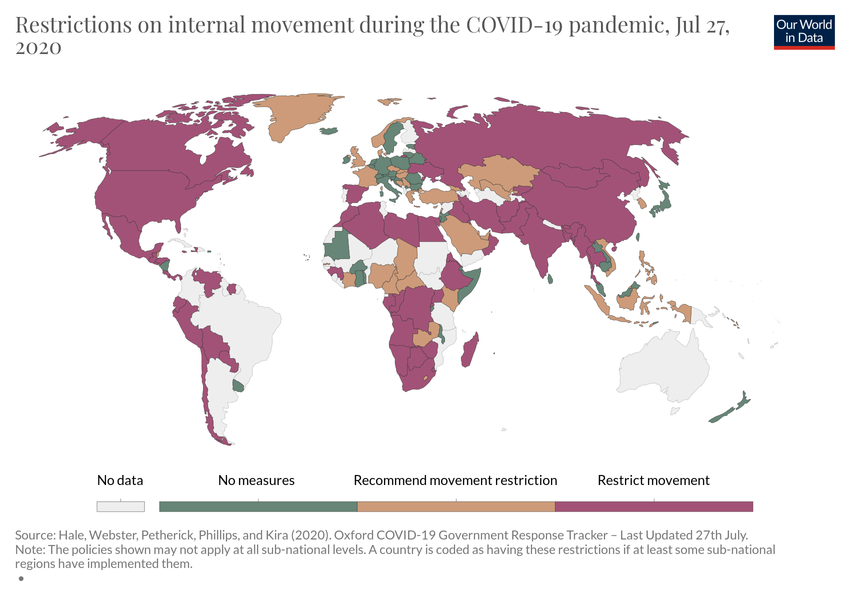 Restrictions on internal movement during the COVID-19 pandemic, Jul 27,
2020
Our World
in Data
No data
No measures
Recommend movement restriction
Restrict movement
Source: Hale, Webster, Petherick, Phillips, and Kira (2020). Oxford COVID-19 Government Response Tracker – Last Updated 27th July.
Note: The policies shown may not apply at all sub-national levels. A country is coded as having these restrictions if at least some sub-national
regions have implemented them.